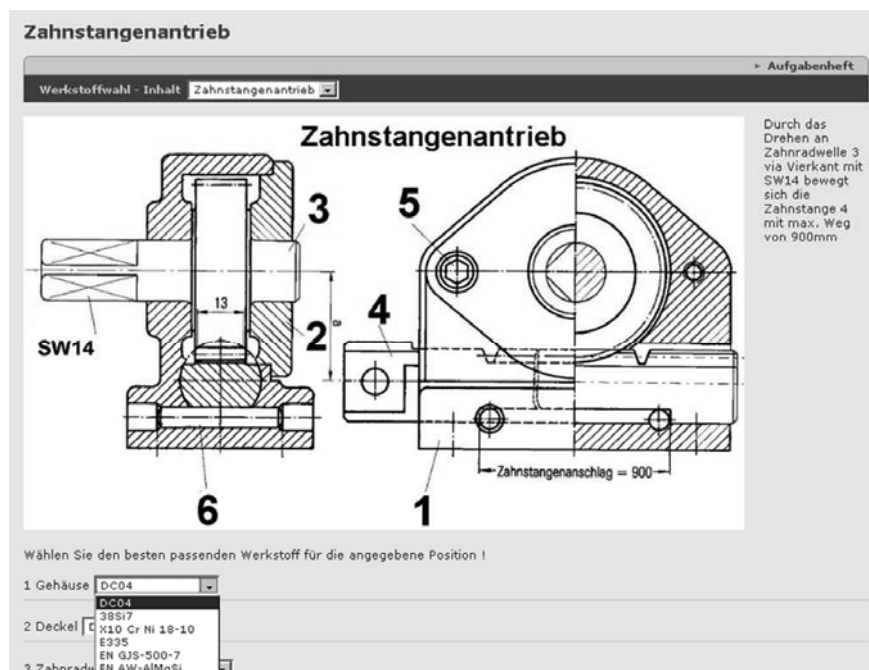 Zahnstangenantrieb
▸ Aufgabenheft
Werkstoffwahl - Inhalt Zahnstangenantrieb
Zahnstangenantrieb
Durch das
Drehen an
Zahnradwelle 3
via Vierkant mit
SW14 bewegt
sich die
Zahnstange 4
mit max. Weg
von 900mm
3
5
13
4
2
a
SW14
Zahnstangenanschlag = 900
6
1
Wählen Sie den besten passenden Werkstoff für die angegebene Position !
1 Gehäuse DC04
DC04
38Si7
2 Deckel
X10 Cr Ni 18-10
E335
EN GJS-500-7
3 Zahnradw
EN AW-AlMgSi